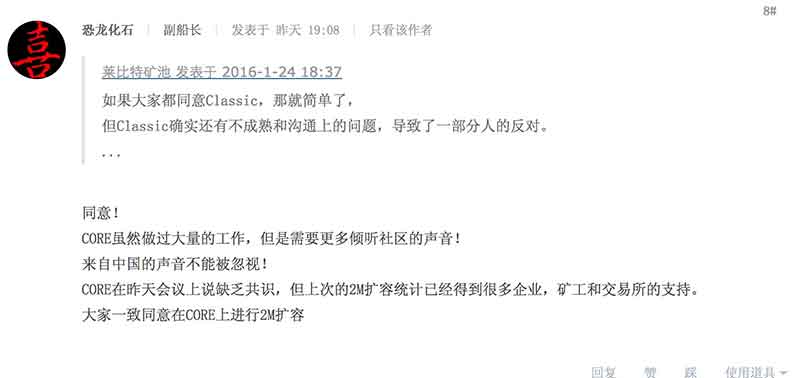 8#
恐龙化石 | 副船长 | 发表于 昨天 19:08 | 只看该作者
喜
莱比特矿池 发表于 2016-1-24 18:37
如果大家都同意Classic，那就简单了，
但Classic确实还有不成熟和沟通上的问题，导致了一部分人的反对。
...
同意！
CORE虽然做过大量的工作，但是需要更多倾听社区的声音！
来自中国的声音不能被忽视！
CORE在昨天会议上说缺乏共识，但上次的2M扩容统计已经得到很多企业，矿工和交易所的支持。
大家一致同意在CORE上进行2M扩容
回复 赞 踩 使用道具